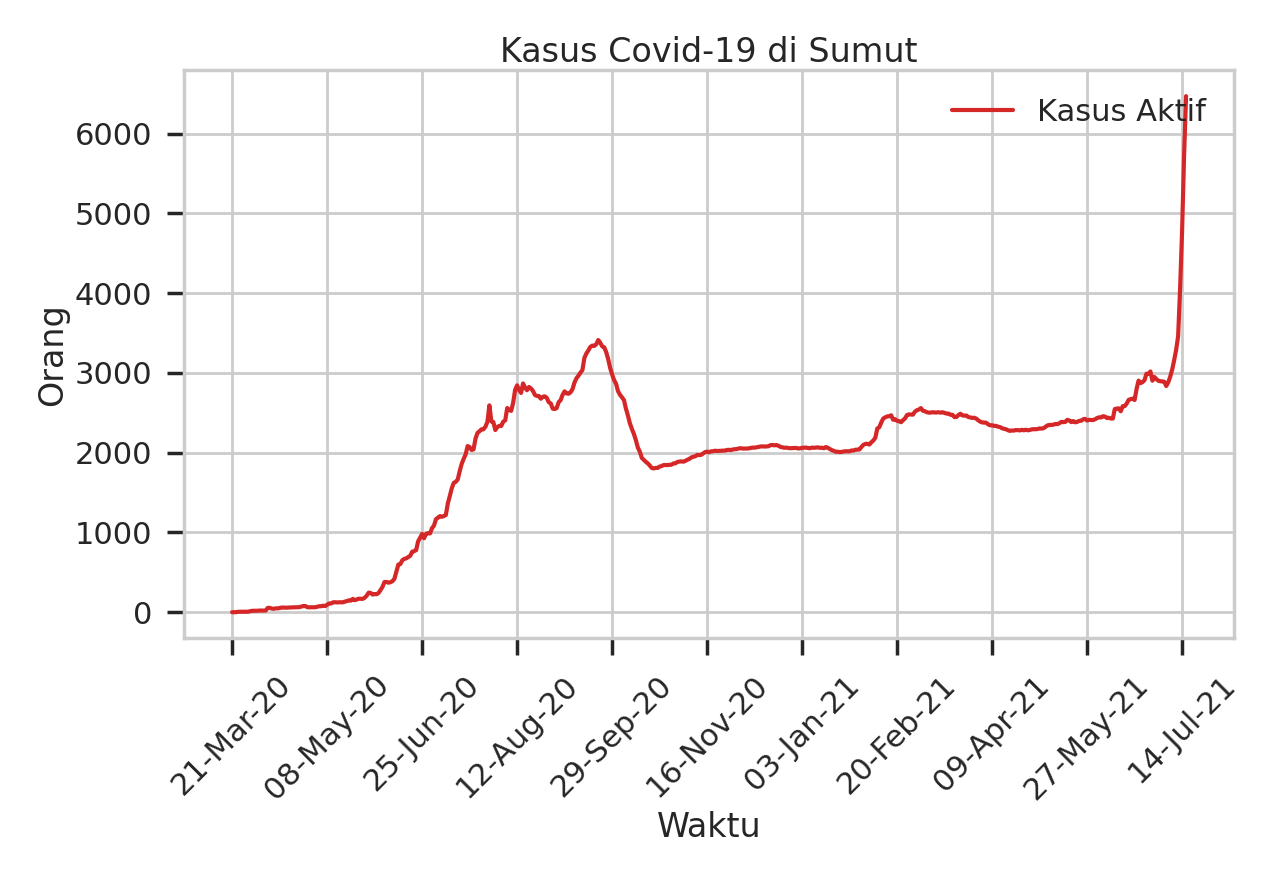 Kasus Covid-19 di Sumut
Kasus Aktif
6000
5000
4000
3000
2000
1000
0
Orang
21-Mar-20
08-May-20
25-Jun-20
12-Aug-20
29-Sep-20
16-Nov-20
03-Jan-21
20-Feb-21
09-Apr-21
27-May-21
14-Jul-21
Waktu